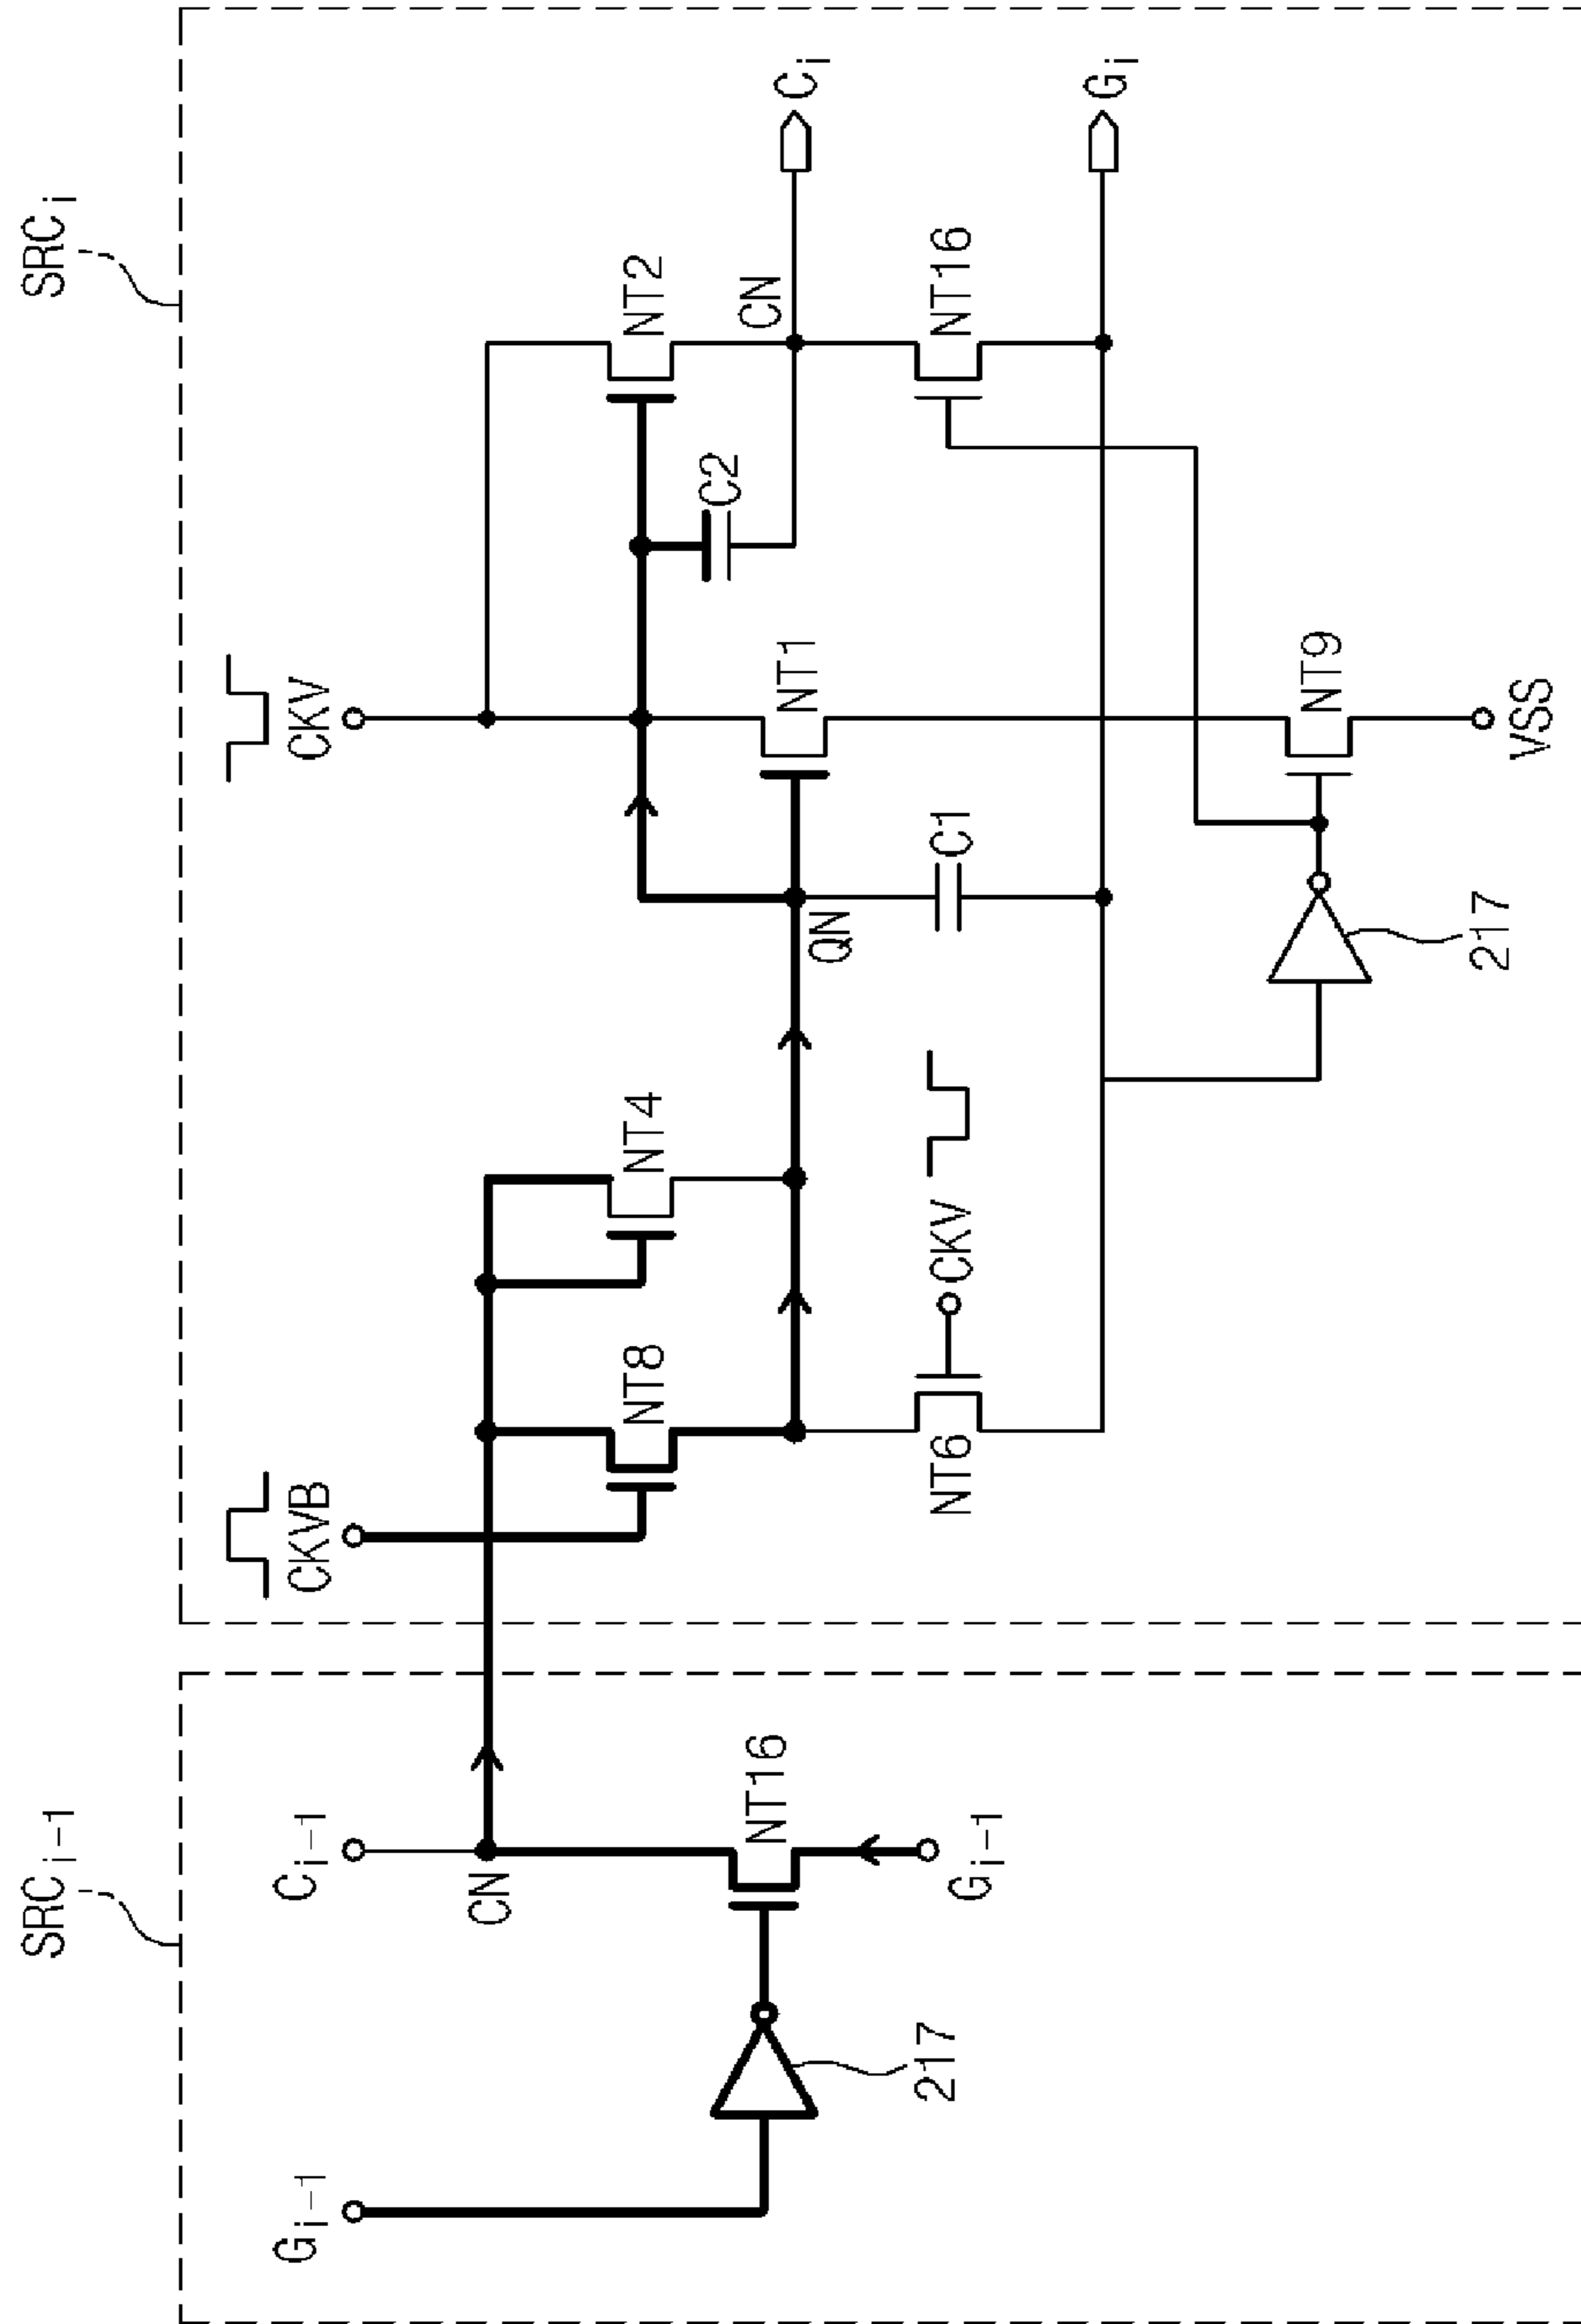 SRCi-1
SRCi
Gi-1
Ci-1
CKVB
CKV
CN
NT8
NT4
NT2
C2
CN
Ci
NT16
217
Gi-1
QN
NT1
NT6
CKV
C1
NT16
Gi
217
NT9
VSS